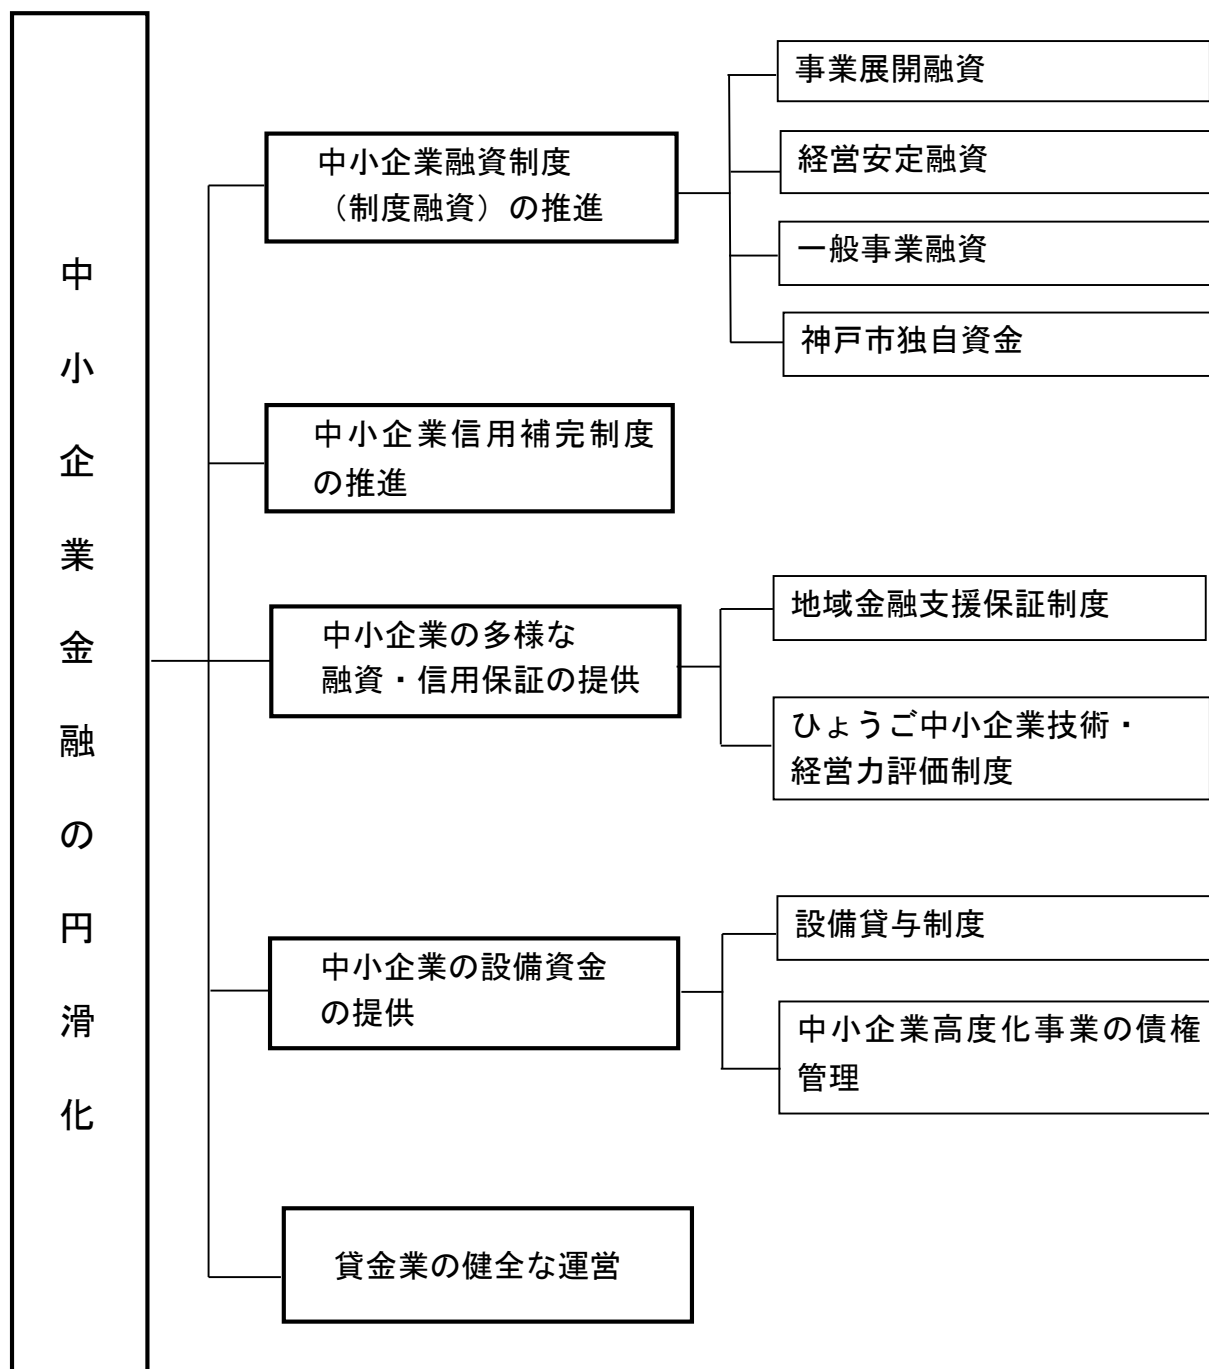 中小企業金融の円滑化
中小企業融資制度
(制度融資)の推進
事業展開融資
経営安定融資
一般事業融資
神戸市独自資金
中小企業信用補完制度
の推進
中小企業の多様な
融資・信用保証の提供
地域金融支援保証制度
ひょうご中小企業技術・
経営力評価制度
中小企業の設備資金
の提供
設備貸与制度
中小企業高度化事業の債権
管理
貸金業の健全な運営